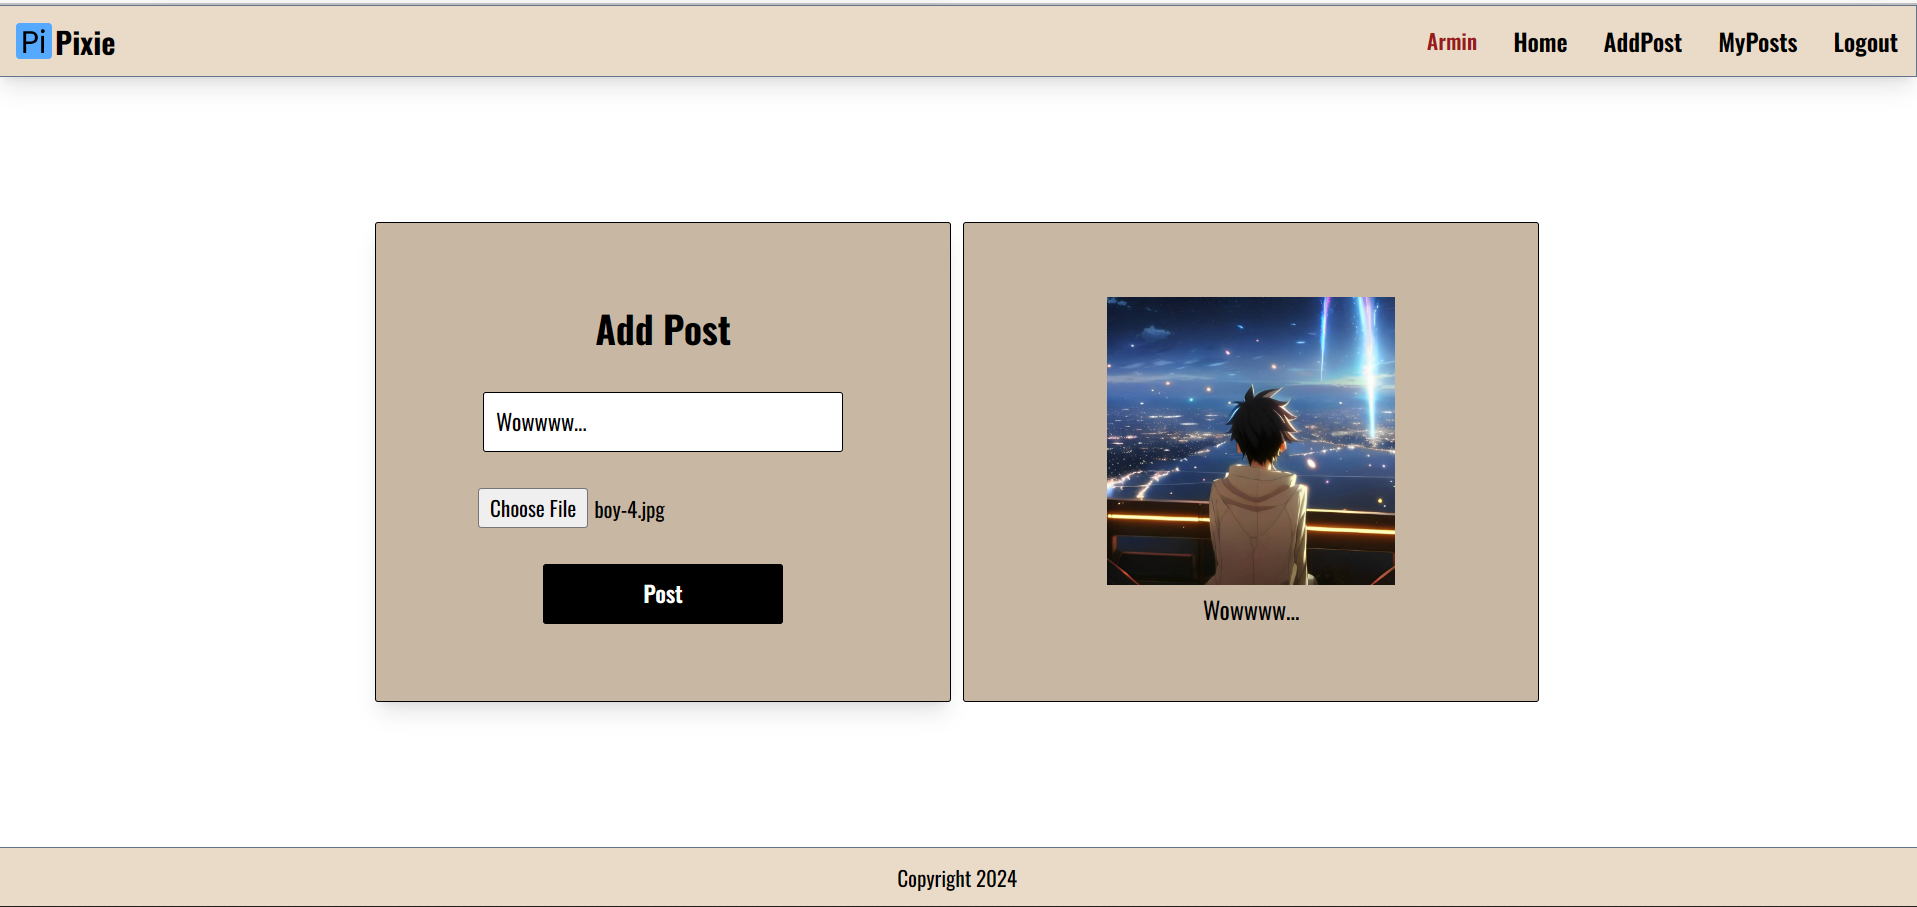 Pi Pixie
Armin Home AddPost MyPosts Logout
Add Post
Wowwww...
Choose File boy-4.jpg
Post
Wowwww...
Copyright 2024